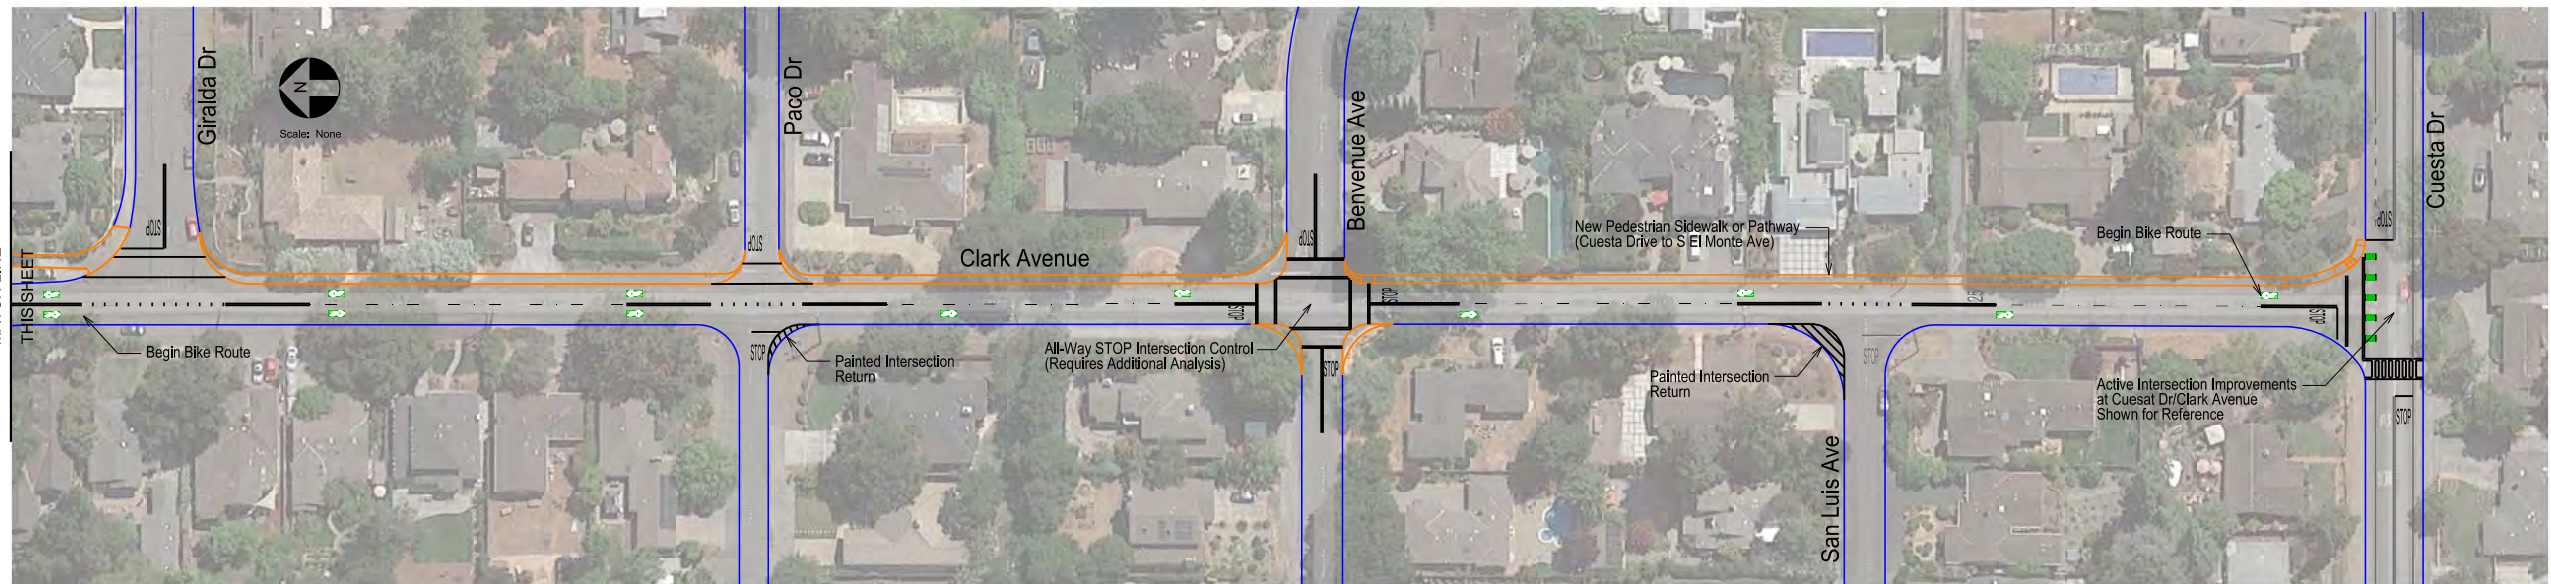 Giralda Dr
N
Scale: None
Paco Dr
Benvenue Ave
Cuesta Dr
STOP
STOP
STOP
STOP
New Pedestrian Sidewalk or Pathway
(Cuesta Drive to S El Monte Ave)
Begin Bike Route
Clark Avenue
THIS SHEET
STOP
STOP
25
STOP
Begin Bike Route
STOP
Painted Intersection
Return
All-Way STOP Intersection Control
(Requires Additional Analysis)
STOP
Painted Intersection
Return
STOP
Active Intersection Improvements
at Cuesat Dr/Clark Avenue
Shown for Reference
STOP
San Luis Ave